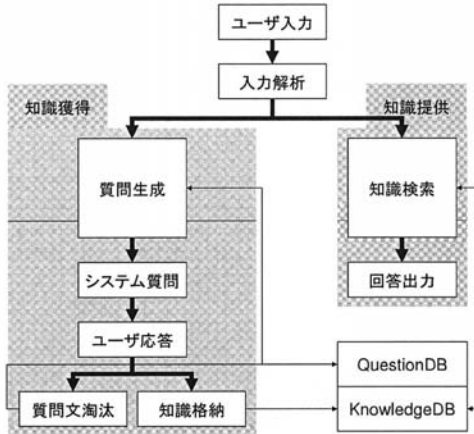 ユーザ入力
入力解析
知識獲得
知識提供
質問生成
知識検索
システム質問
回答出力
ユーザ応答
質問文淘汰
知識格納
QuestionDB
KnowledgeDB